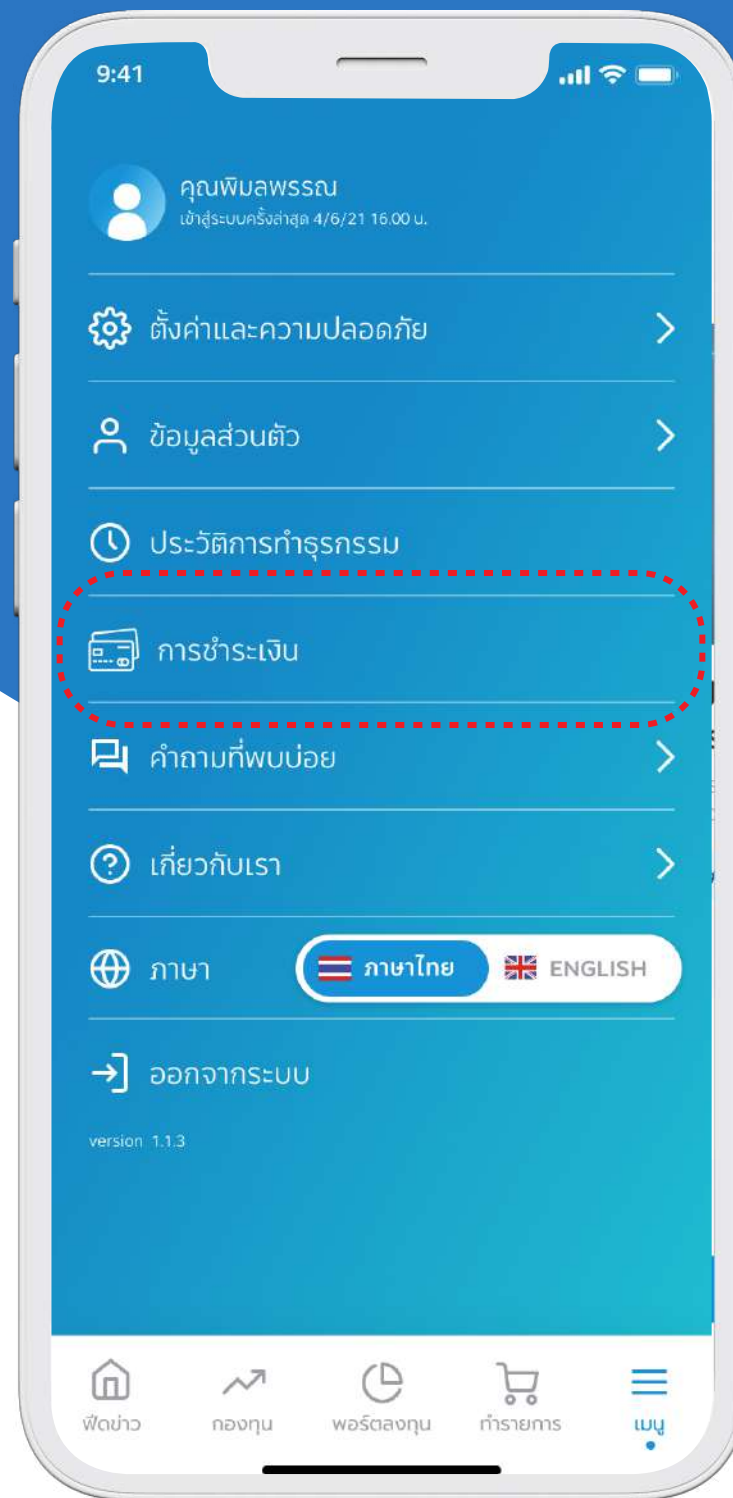 9:41
คุณพิมลพรรณ
เข้าสู่ระบบครั้งล่าสุด 4/6/21 16.00 น.
ตั้งค่าและความปลอดภัย
ข้อมูลส่วนตัว
ประวัติการทำธุรกรรม
การชำระเงิน
คำถามที่พบบ่อย
เกี่ยวกับเรา
ภาษา ภาษาไทย ENGLISH
ออกจากระบบ
version 1.1.3
ฟีดข่าว กองทุน พอร์ตลงทุน ทำรายการ เมนู